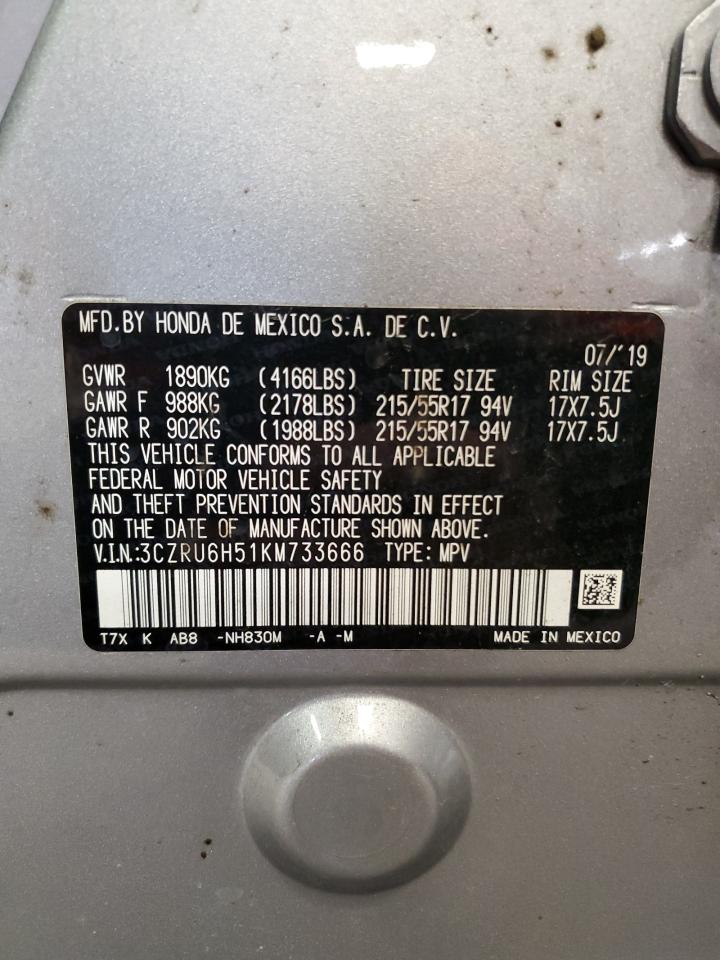 MFD.BY HONDA DE MEXICO S.A. DE C.V.
07/'19
GVWR 1890KG (4166LBS) TIRE SIZE RIM SIZE
GAWR F 988KG (2178LBS) 215/55R17 94V 17X7.5J
GAWR R 902KG (1988LBS) 215/55R17 94V 17X7.5J
THIS VEHICLE CONFORMS TO ALL APPLICABLE
FEDERAL MOTOR VEHICLE SAFETY
AND THEFT PREVENTION STANDARDS IN EFFECT
ON THE DATE OF MANUFACTURE SHOWN ABOVE.
V.I.N.:3CZRU6H51KM733666 TYPE: MPV
T7X K AB8 -NH830M -A -M MADE IN MEXICO